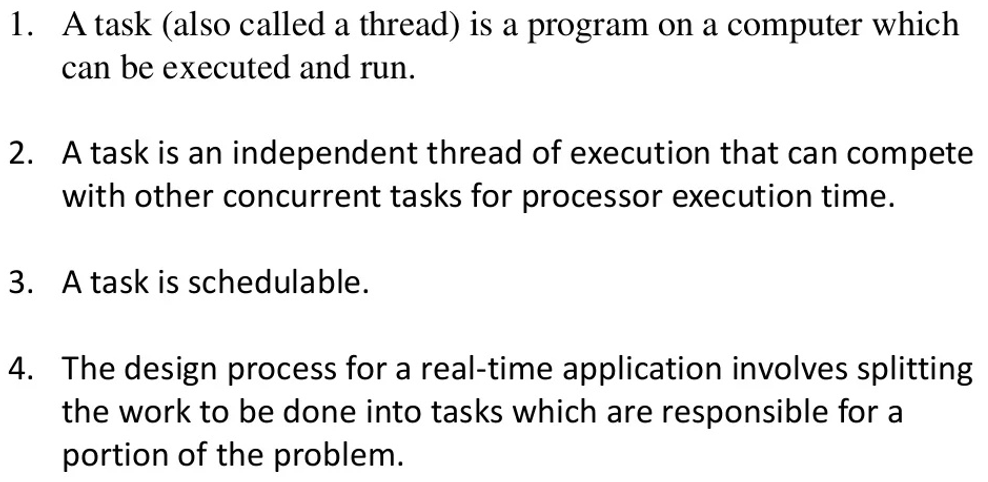 1. A task (also called a thread) is a program on a computer which
can be executed and run.
2. A task is an independent thread of execution that can compete
with other concurrent tasks for processor execution time.
3. A task is schedulable.
4. The design process for a real-time application involves splitting
the work to be done into tasks which are responsible for a
portion of the problem.